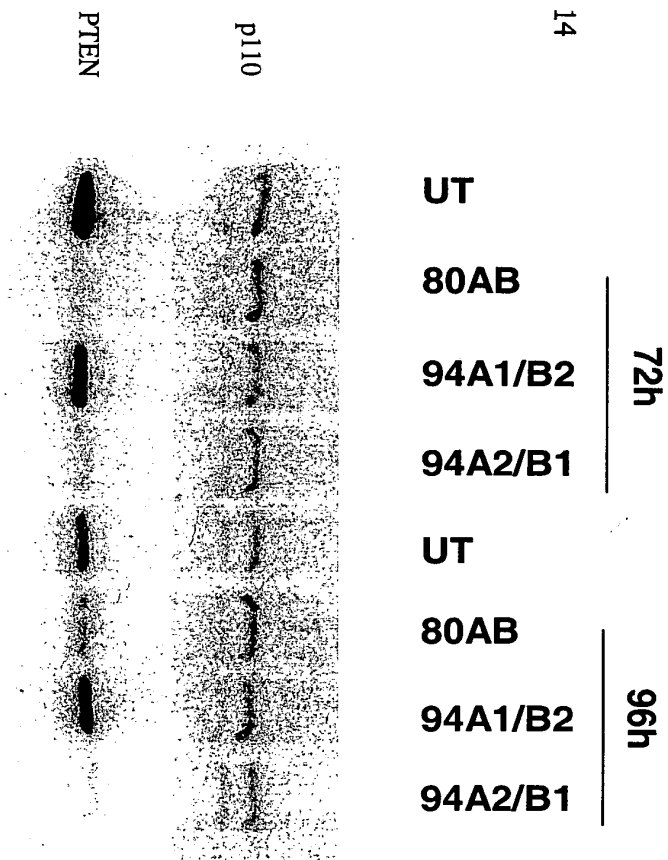 14
72h
96h
UT
80AB
94A1/B2
94A2/B1
UT
80AB
94A1/B2
94A2/B1
p110
PTEN